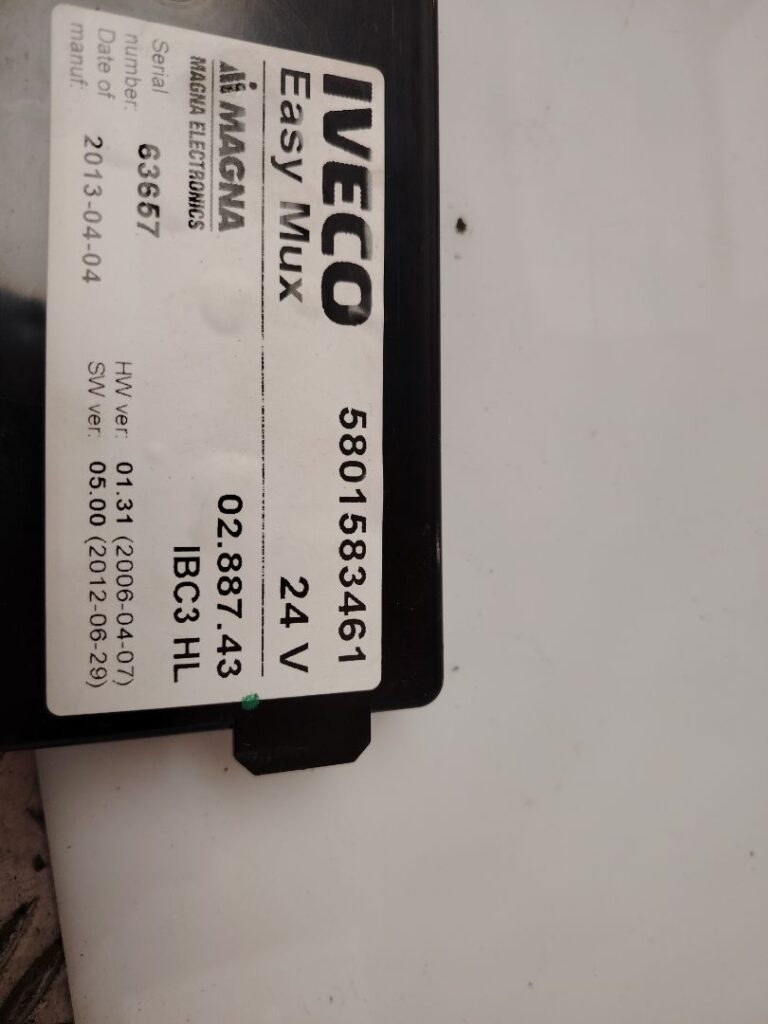 IVECO 5801583461
Easy Mux 24 V
MAGNA 02.887.43
MAGNA ELECTRONICS IBC3 HL
Serial
number: 63657 HW ver: 01.31 (2006-04-07)
Date of SW ver: 05.00 (2012-06-29)
manuf: 2013-04-04